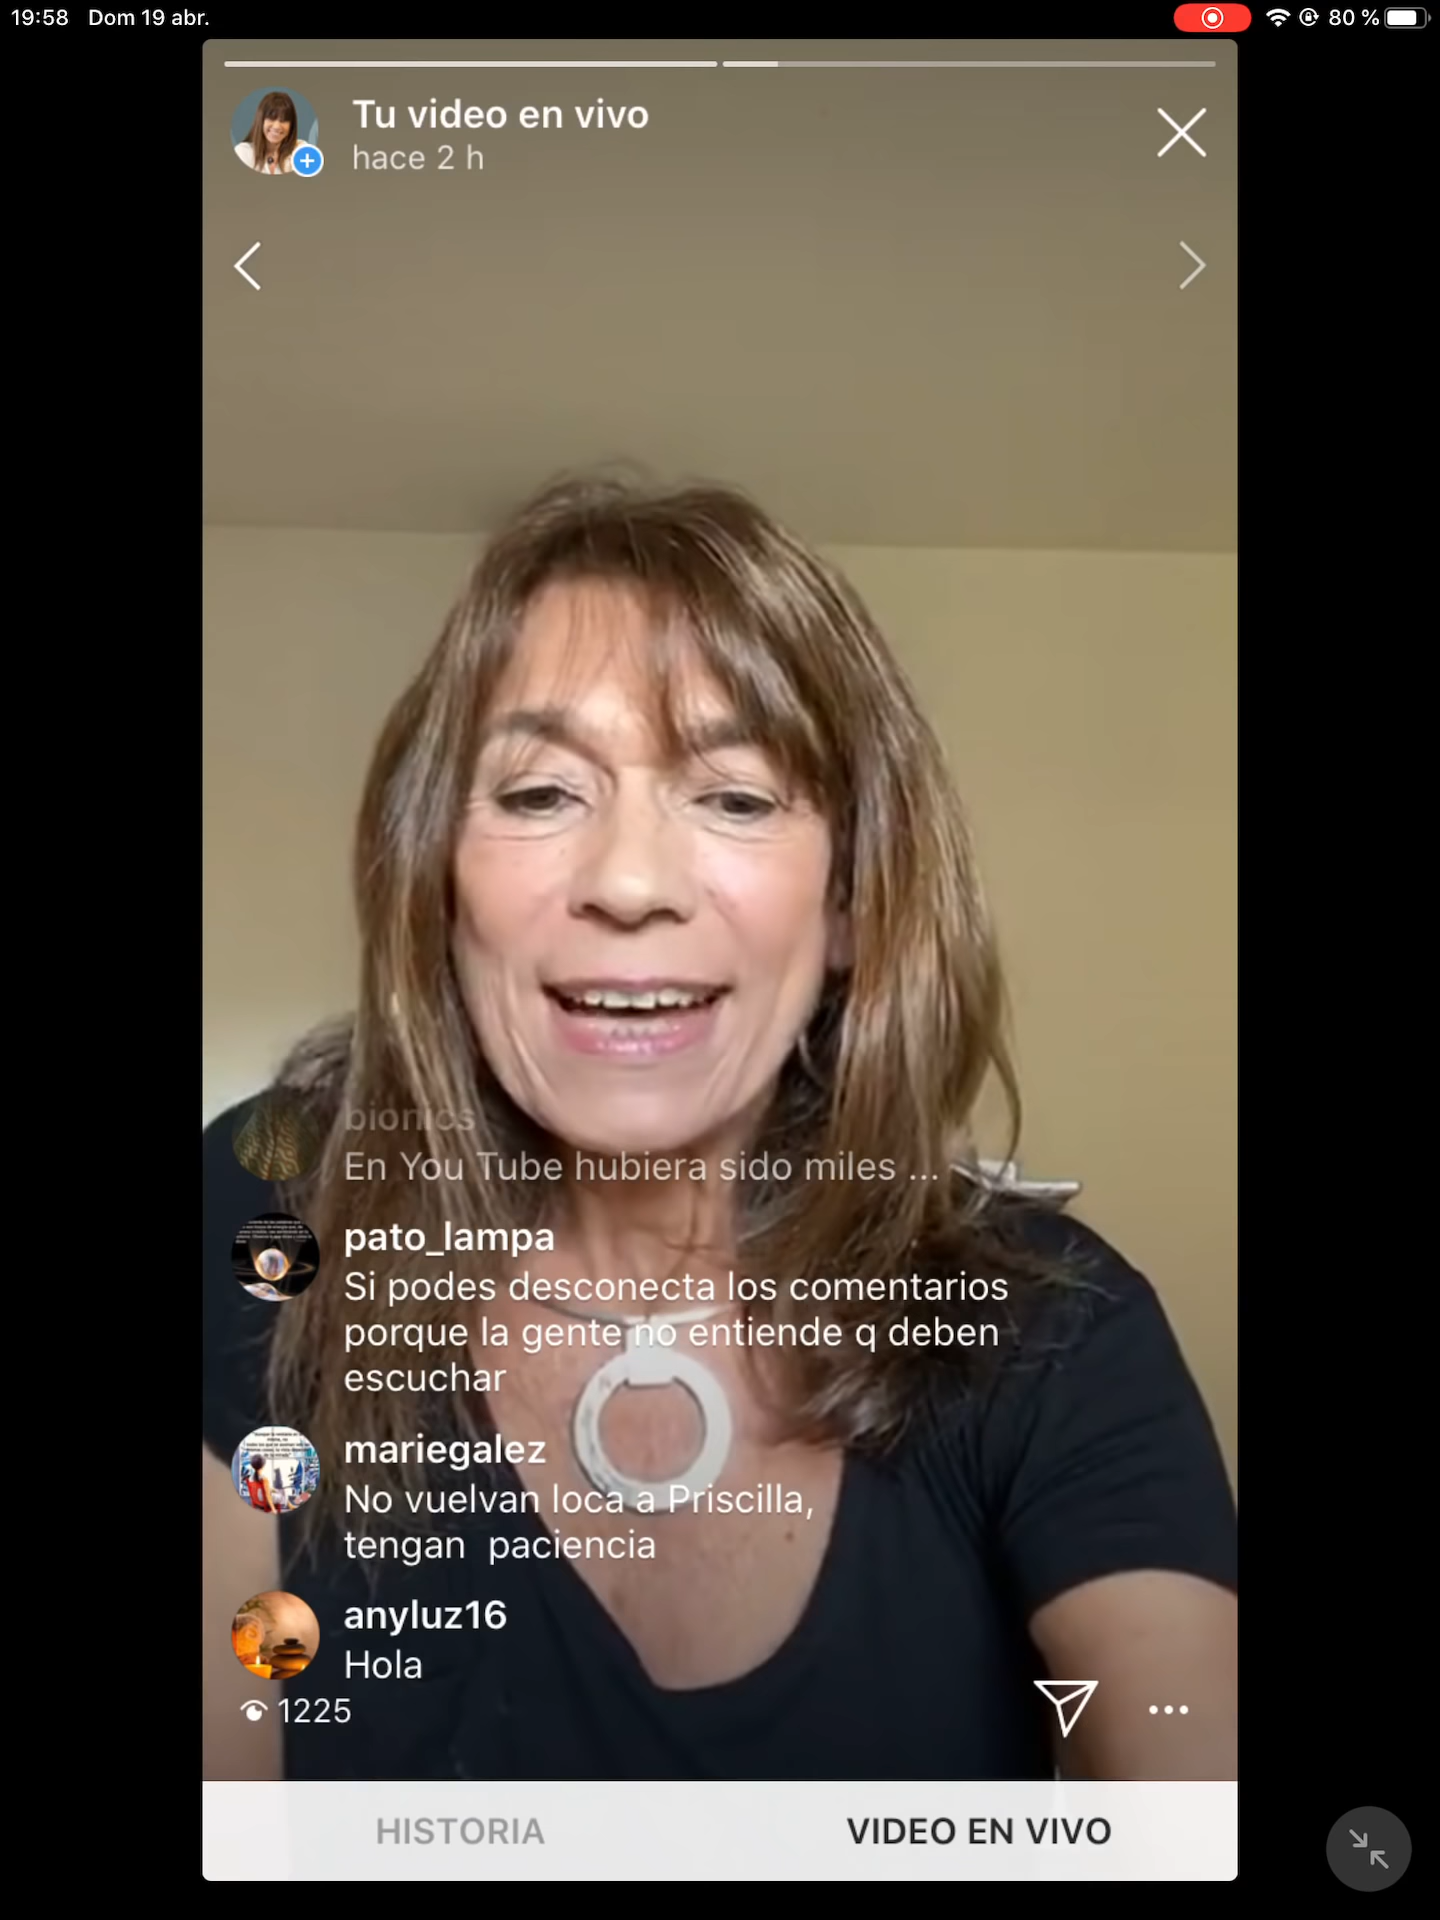 19:58 Dom 19 abr.
80 %
Tu video en vivo
hace 2 h
bionics
En You Tube hubiera sido miles ...
pato_lampa
Si podes desconecta los comentarios
porque la gente no entiende q deben
escuchar
mariegalez
No vuelvan loca a Priscilla,
tengan  paciencia
anyluz16
Hola
1225
HISTORIA
VIDEO EN VIVO